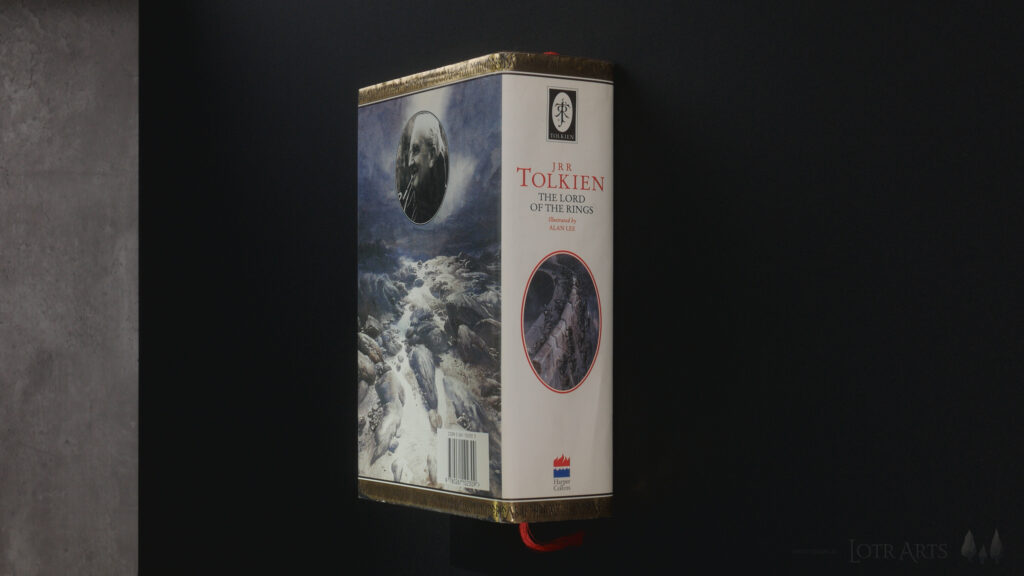 TOLKIEN
JRR
TOLKIEN
THE LORD
OF THE RINGS
Illustrated by
ALAN LEE
Harper
Collins
LOTR ARTS